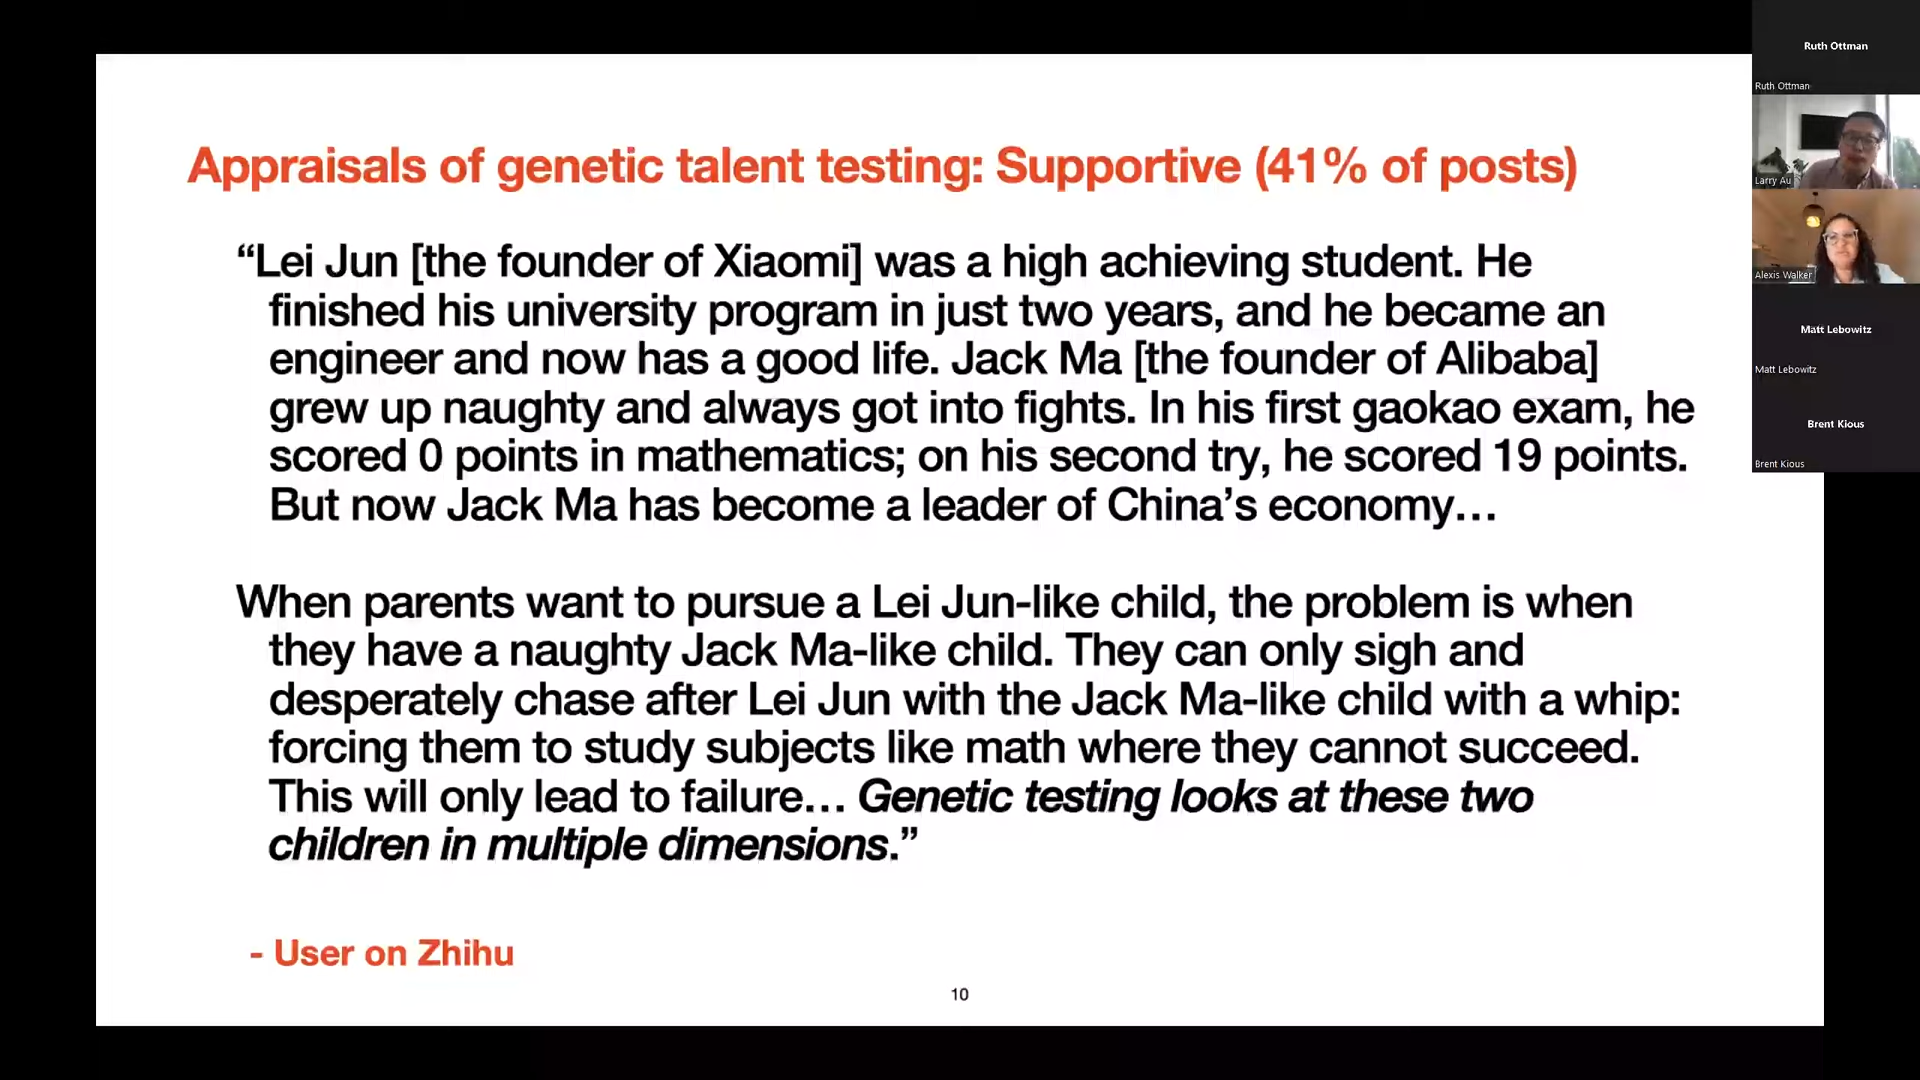 Appraisals of genetic talent testing: Supportive (41% of posts)
“Lei Jun [the founder of Xiaomi] was a high achieving student. He
finished his university program in just two years, and he became an
engineer and now has a good life. Jack Ma [the founder of Alibaba]
grew up naughty and always got into fights. In his first gaokao exam, he
scored 0 points in mathematics; on his second try, he scored 19 points.
But now Jack Ma has become a leader of China’s economy…
When parents want to pursue a Lei Jun-like child, the problem is when
they have a naughty Jack Ma-like child. They can only sigh and
desperately chase after Lei Jun with the Jack Ma-like child with a whip:
forcing them to study subjects like math where they cannot succeed.
This will only lead to failure… Genetic testing looks at these two
children in multiple dimensions.”
- User on Zhihu
10
Ruth Ottman
Ruth Ottman
Larry Au
Alexis Walker
Matt Lebowitz
Matt Lebowitz
Brent Kious
Brent Kious